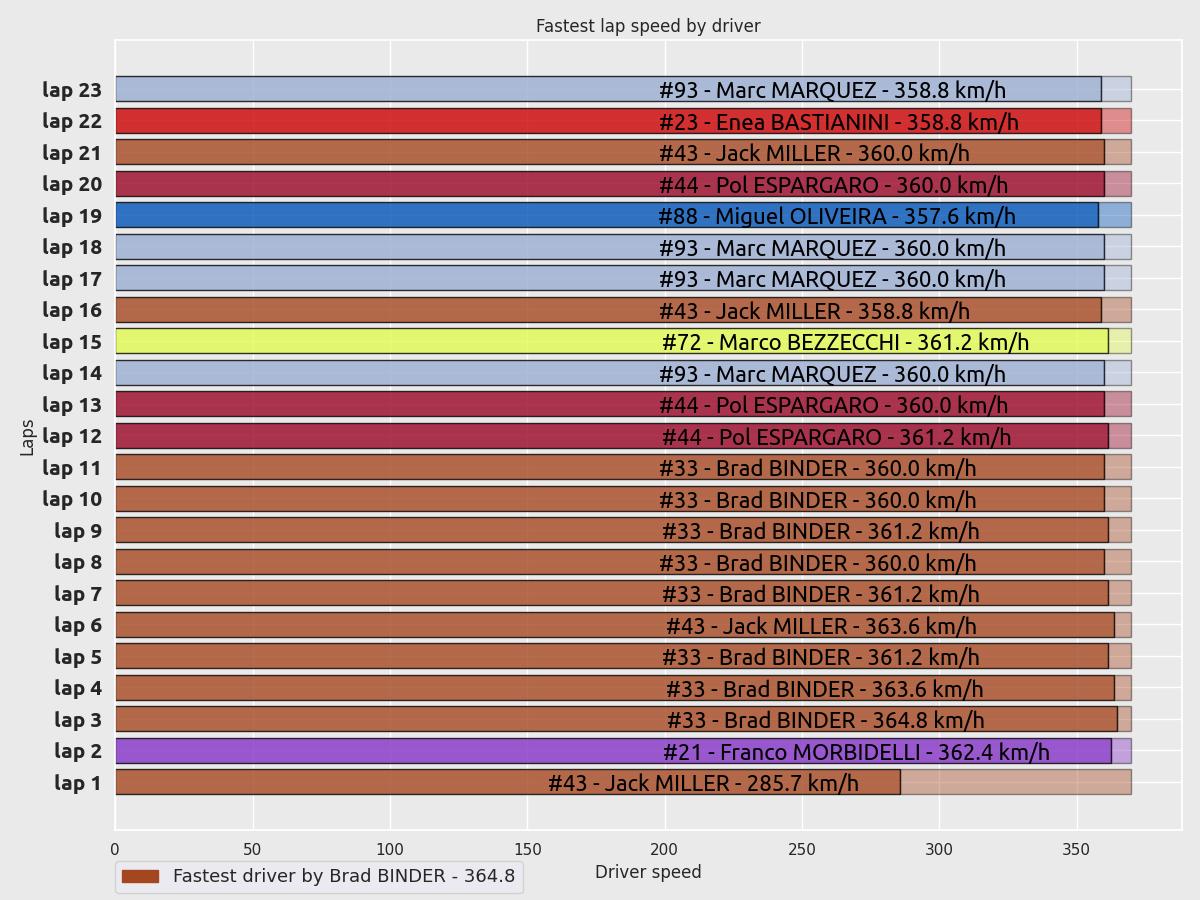 Fastest lap speed by driver
lap 23 #93 - Marc MARQUEZ - 358.8 km/h
lap 22 #23 - Enea BASTIANINI - 358.8 km/h
lap 21 #43 - Jack MILLER - 360.0 km/h
lap 20 #44 - Pol ESPARGARO - 360.0 km/h
lap 19 #88 - Miguel OLIVEIRA - 357.6 km/h
lap 18 #93 - Marc MARQUEZ - 360.0 km/h
lap 17 #93 - Marc MARQUEZ - 360.0 km/h
lap 16 #43 - Jack MILLER - 358.8 km/h
lap 15 #72 - Marco BEZZECCHI - 361.2 km/h
lap 14 #93 - Marc MARQUEZ - 360.0 km/h
lap 13 #44 - Pol ESPARGARO - 360.0 km/h
lap 12 #44 - Pol ESPARGARO - 361.2 km/h
lap 11 #33 - Brad BINDER - 360.0 km/h
lap 10 #33 - Brad BINDER - 360.0 km/h
lap 9 #33 - Brad BINDER - 361.2 km/h
lap 8 #33 - Brad BINDER - 360.0 km/h
lap 7 #33 - Brad BINDER - 361.2 km/h
lap 6 #43 - Jack MILLER - 363.6 km/h
lap 5 #33 - Brad BINDER - 361.2 km/h
lap 4 #33 - Brad BINDER - 363.6 km/h
lap 3 #33 - Brad BINDER - 364.8 km/h
lap 2 #21 - Franco MORBIDELLI - 362.4 km/h
lap 1 #43 - Jack MILLER - 285.7 km/h
Laps
0 50 100 150 200 250 300 350
Driver speed
Fastest driver by Brad BINDER - 364.8